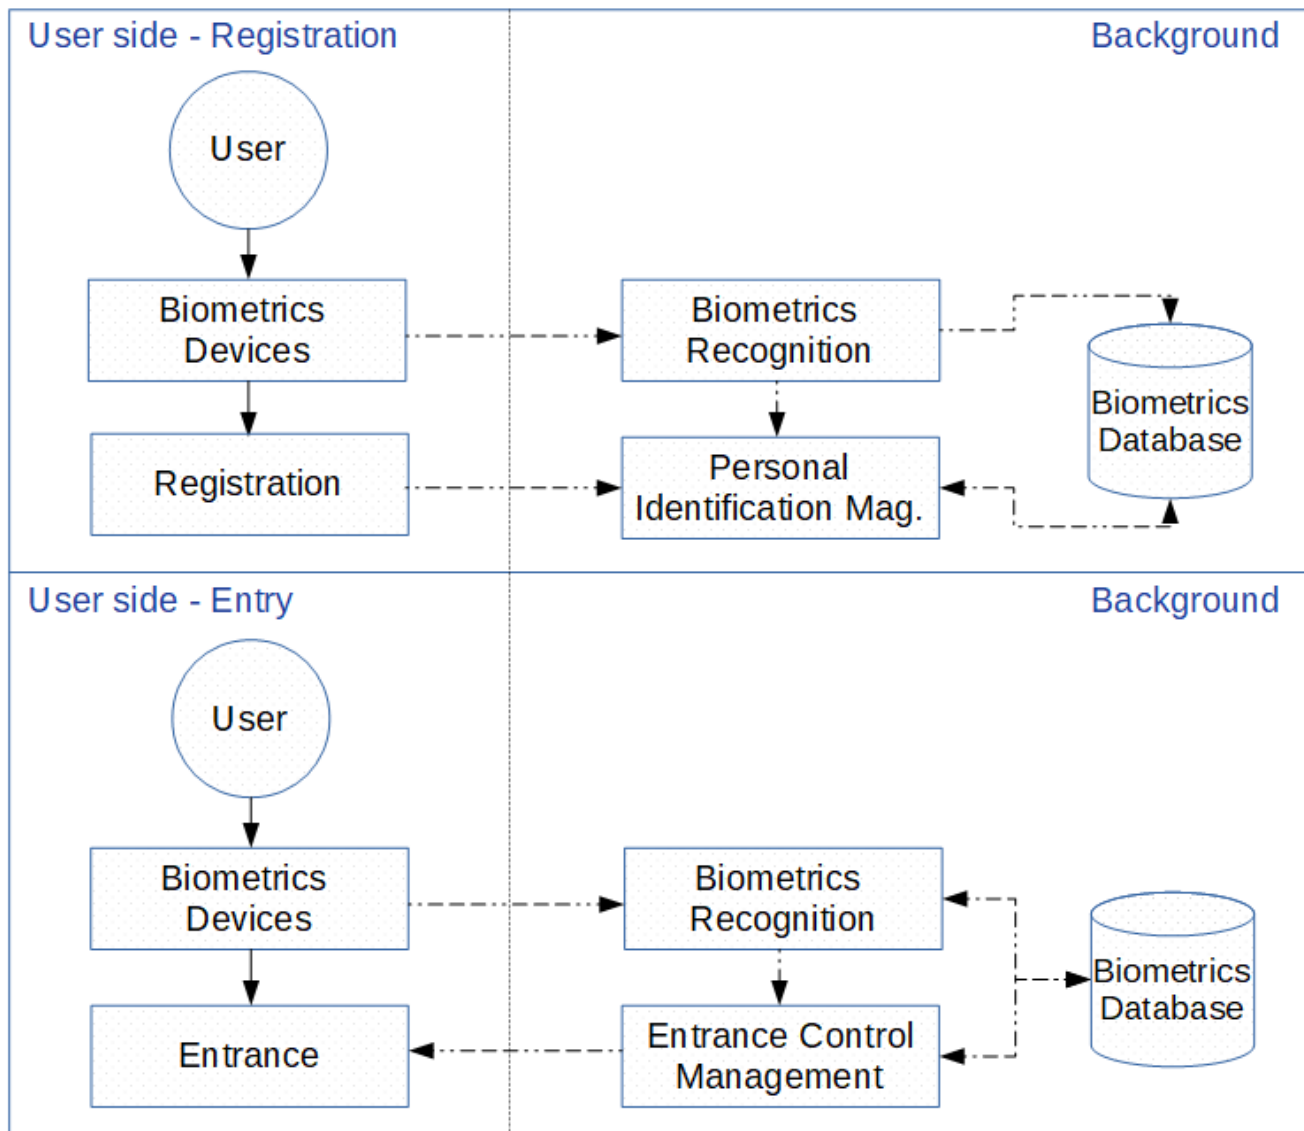 User side - Registration
Background
User
Biometrics
Devices
Biometrics
Recognition
Biometrics
Database
Registration
Personal
Identification Mag.
User side - Entry
Background
User
Biometrics
Devices
Biometrics
Recognition
Biometrics
Database
Entrance
Entrance Control
Management